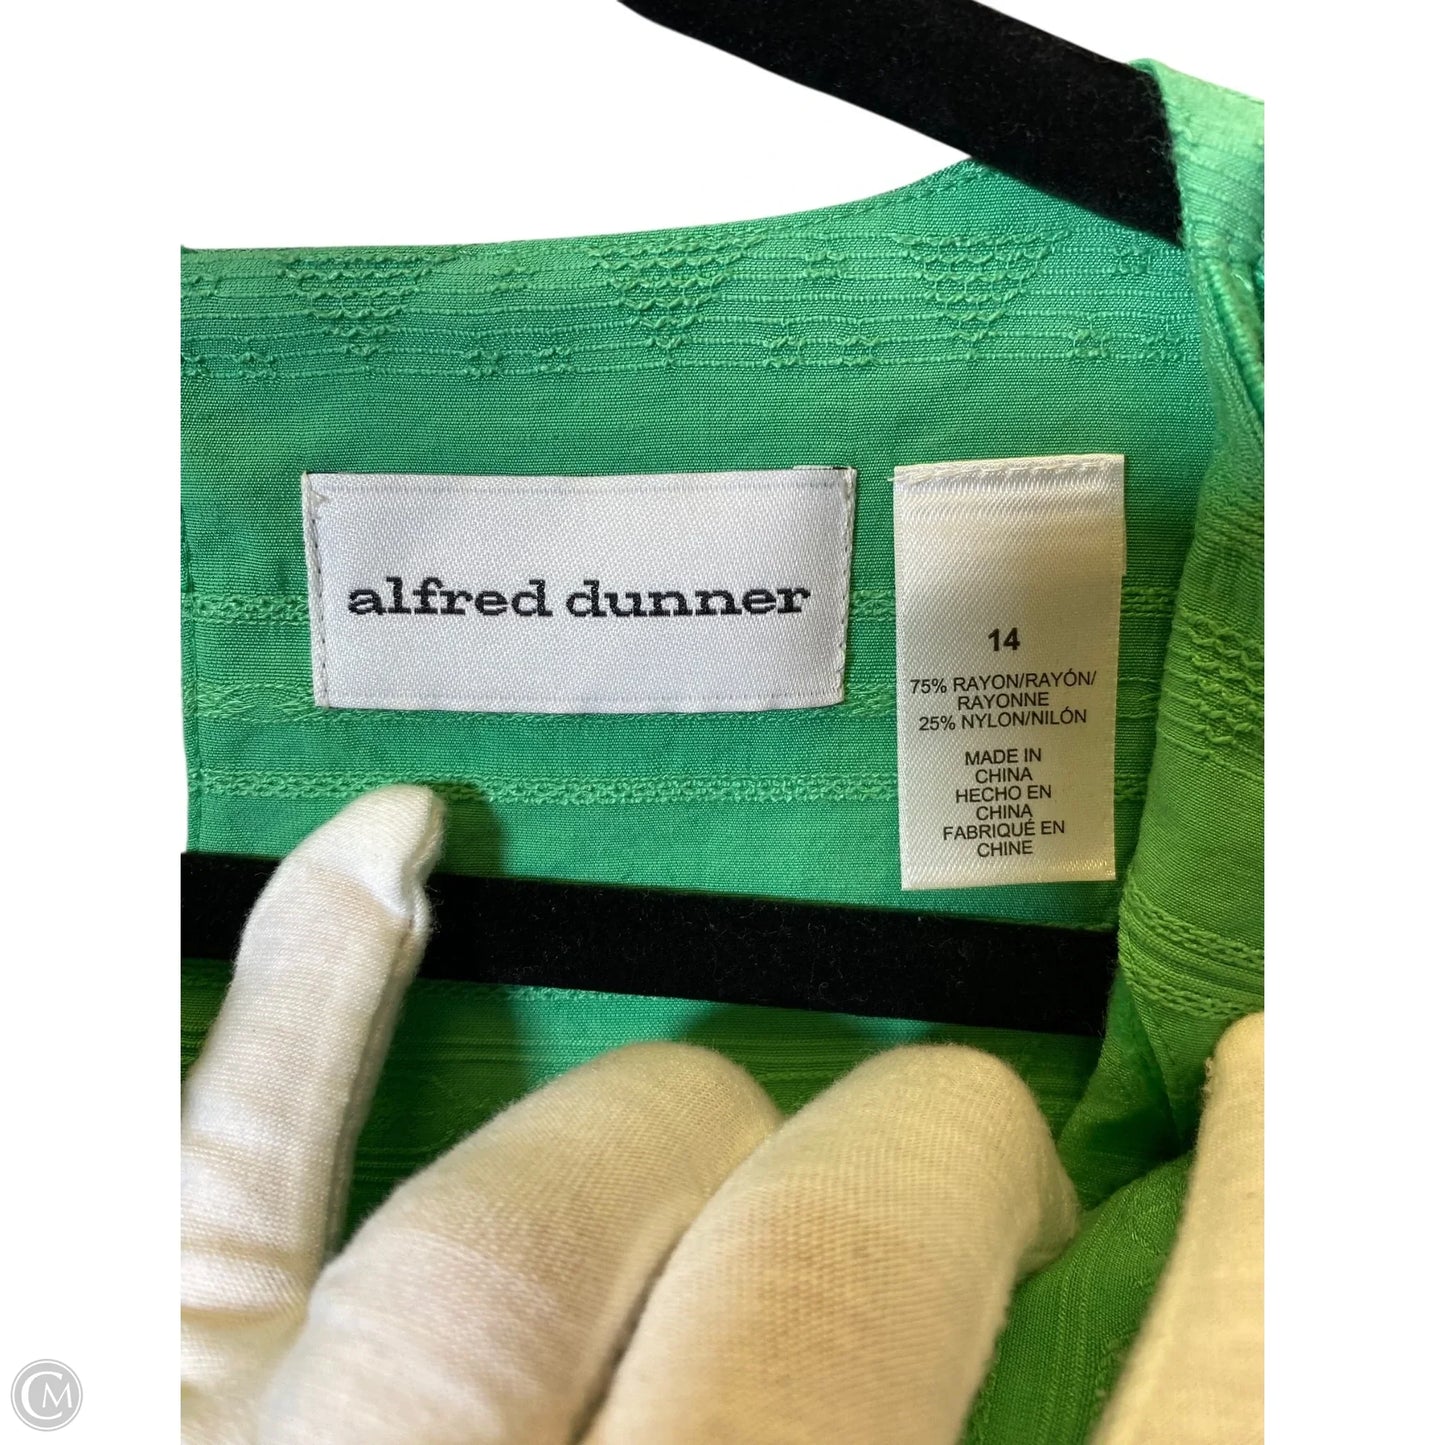 alfred dunner
14
75% RAYON/RAYÓN/
RAYONNE
25% NYLON/NILÓN
MADE IN
CHINA
HECHO EN
CHINA
FABRIQUÉ EN
CHINE
CM